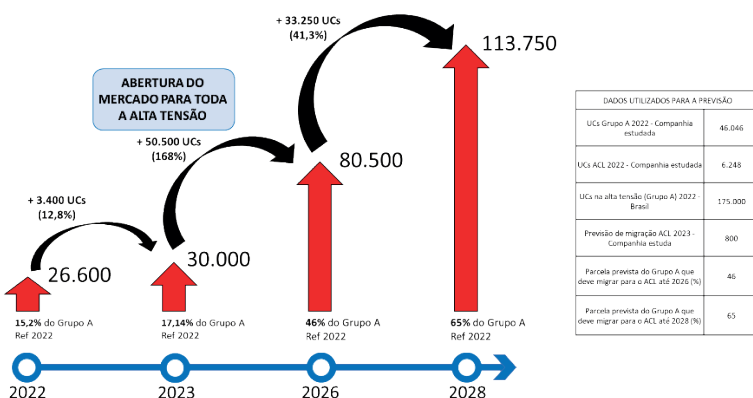 + 33.250 UCs
(41,3%)
113.750
ABERTURA DO
MERCADO PARA TODA
A ALTA TENSÃO
+ 50.500 UCs
(168%)
80.500
+ 3.400 UCs
(12,8%)
30.000
26.600
15,2% do Grupo A
Ref 2022
17,14% do Grupo A
Ref 2022
46% do Grupo A
Ref 2022
65% do Grupo A
Ref 2022
2022
2023
2026
2028
DADOS UTILIZADOS PARA A PREVISÃO
UCs Grupo A 2022 - Companhia
estudada
46.046
UCs ACL 2022 - Companhia estudada
6.248
UCs na alta tensão (Grupo A) 2022 -
Brasil
175.000
Previsão de migração ACL 2023 -
Companhia estuda
800
Parcela prevista do Grupo A que
deve migrar para o ACL até 2026 (%)
46
Parcela prevista do Grupo A que
deve migrar para o ACL até 2028 (%)
65